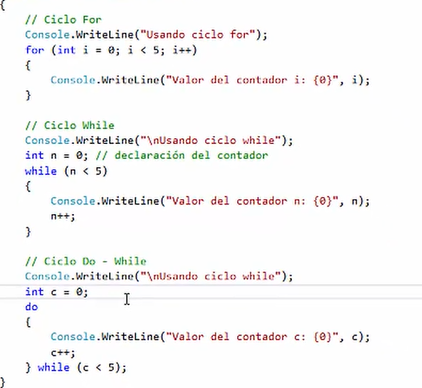 {
// Ciclo For
Console.WriteLine("Usando ciclo for");
for (int i = 0; i < 5; i++)
{
Console.WriteLine("Valor del contador i: {0}", i);
}
// Ciclo While
Console.WriteLine("\nUsando ciclo while");
int n = 0; // declaración del contador
while (n < 5)
{
Console.WriteLine("Valor del contador n: {0}", n);
n++;
}
// Ciclo Do - While
Console.WriteLine("\nUsando ciclo while");
int c = 0;
do
{
Console.WriteLine("Valor del contador c: {0}", c);
c++;
} while (c < 5);
}